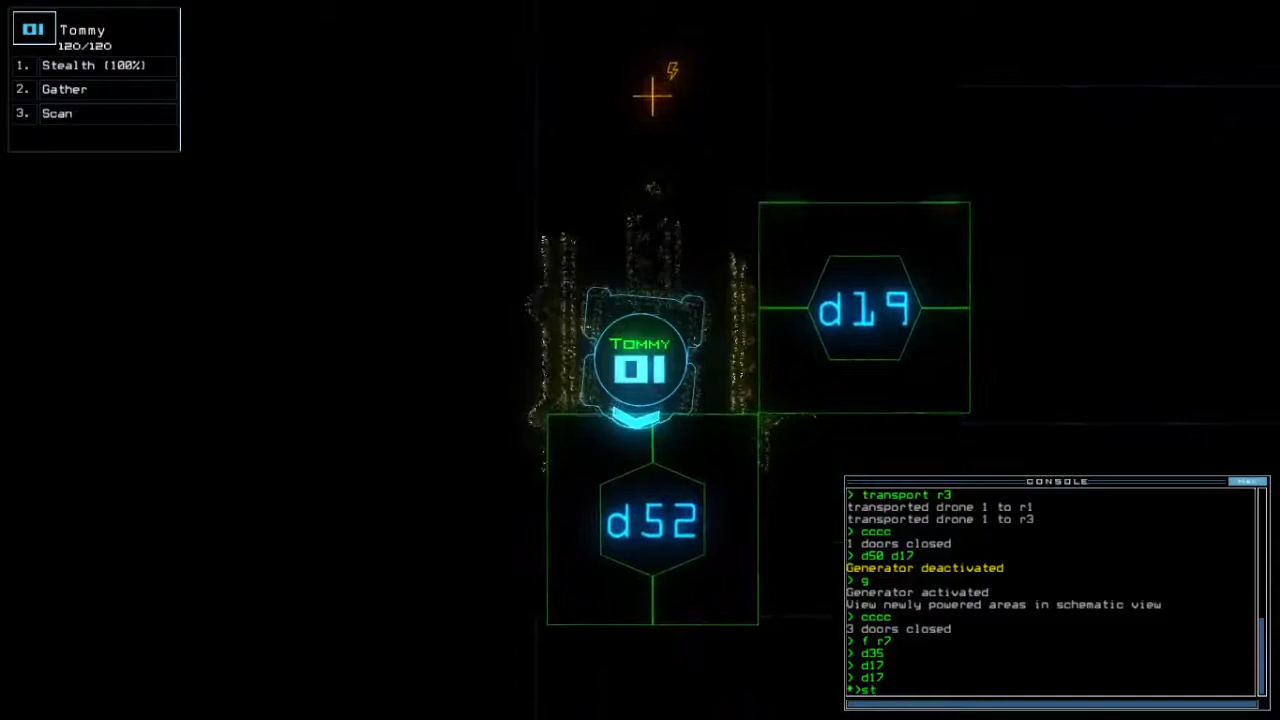 01 Tommy
120/120
1. Stealth (100%)
2. Gather
3. Scan
d19
Tommy
01
d52
CONSOLE
> transport r3
transported drone 1 to r1
transported drone 1 to r3
> cccc
1 doors closed
> d50 d17
Generator deactivated
> g
Generator activated
View newly powered areas in schematic view
> cccc
3 doors closed
> f r7
> d35
> d17
> d17
*>st